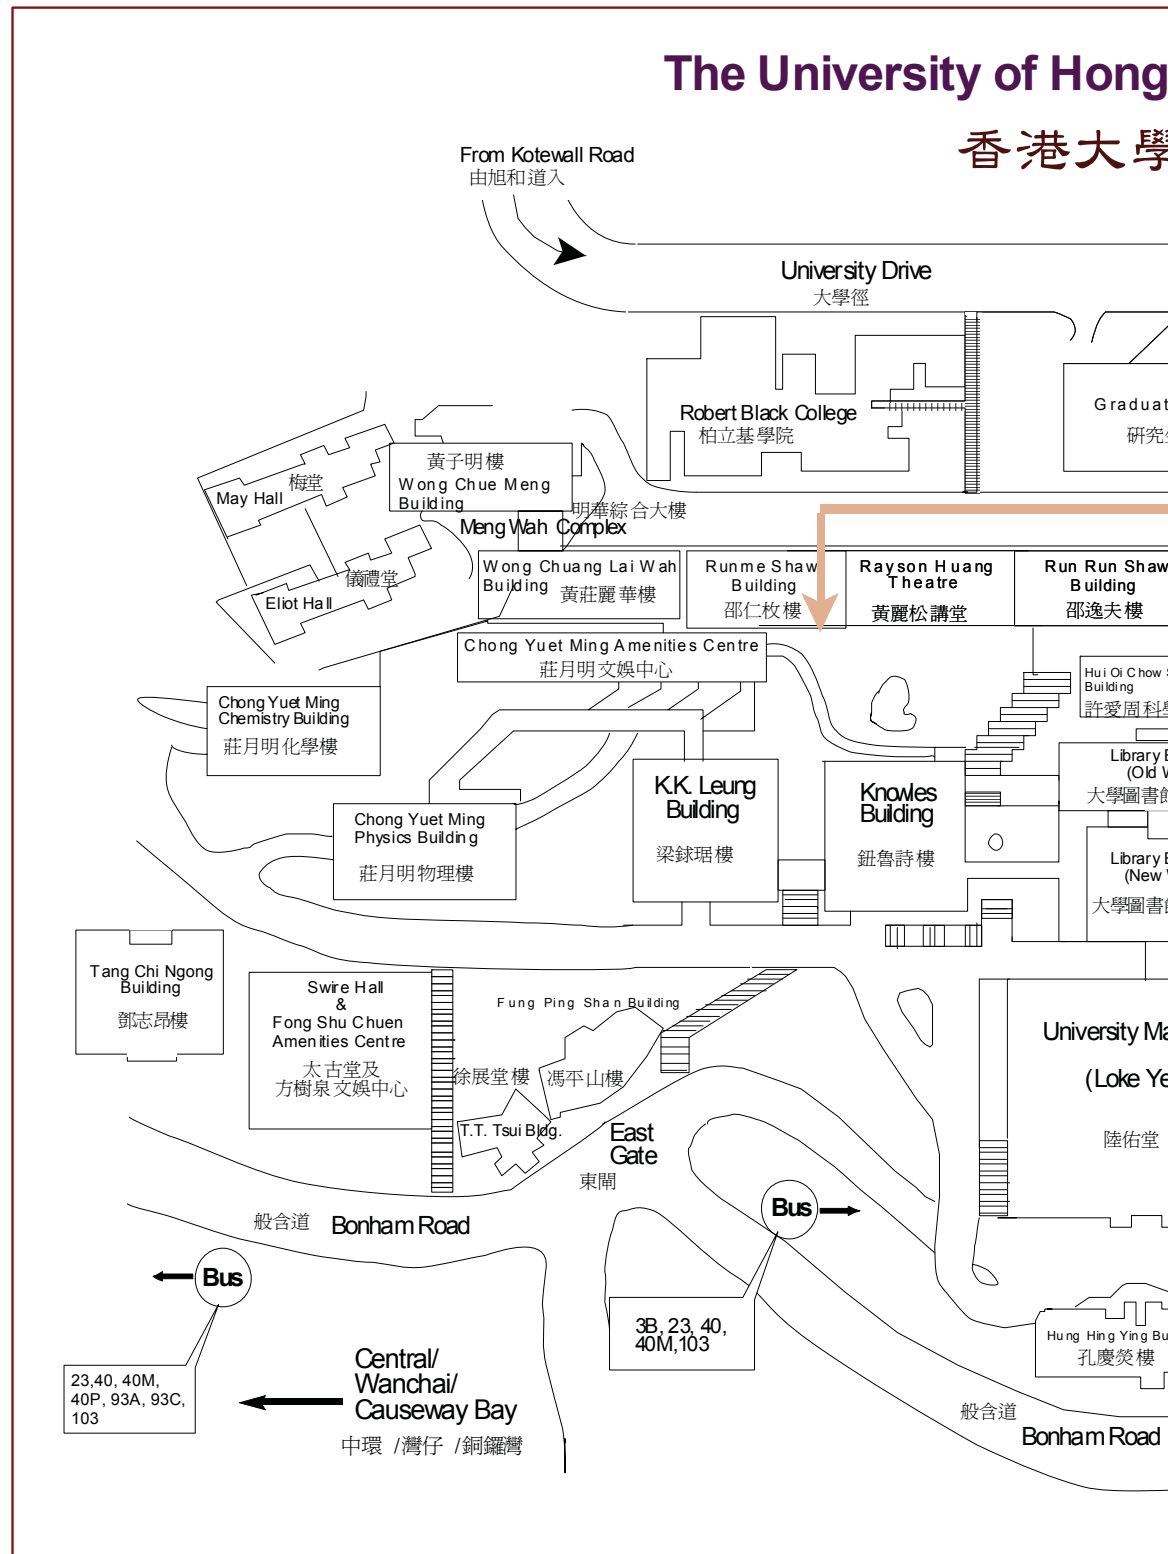 The University of Hong
香港大學
From Kotewall Road
由旭和道入
University Drive
大學徑
Robert Black College
柏立基學院
Graduat
研究生
May Hall
梅堂
黃子明樓
Wong Chue Meng
Building
明華綜合大樓
Meng Wah Complex
Eliot Hall
儀禮堂
Wong Chuang Lai Wah
Building
黃莊麗華樓
Runme Shaw
Building
邵仁枚樓
Rayson Huang
Theatre
黃麗松講堂
Run Run Shaw
Building
邵逸夫樓
Chong Yuet Ming Amenities Centre
莊月明文娛中心
Hui Oi Chow S
Building
許愛周科學
Chong Yuet Ming
Chemistry Building
莊月明化學樓
Library B
(Old W
大學圖書館
K.K. Leung
Building
梁銶琚樓
Knowles
Building
鈕魯詩樓
Chong Yuet Ming
Physics Building
莊月明物理樓
Library B
(New W
大學圖書館
Tang Chi Ngong
Building
鄧志昂樓
Swire Hall
&
Fong Shu Chuen
Amenities Centre
太古堂及
方樹泉文娛中心
Fung Ping Shan Building
徐展堂樓
馮平山樓
T.T. Tsui Bldg.
University Ma
(Loke Ye
陸佑堂
East
Gate
東閘
Bus
般含道
Bonham Road
Bus
3B, 23, 40,
40M,103
23,40, 40M,
40P, 93A, 93C,
103
Central/
Wanchai/
Causeway Bay
中環 /灣仔 /銅鑼灣
Hung Hing Ying Bu
孔慶熒樓
般含道
Bonham Road